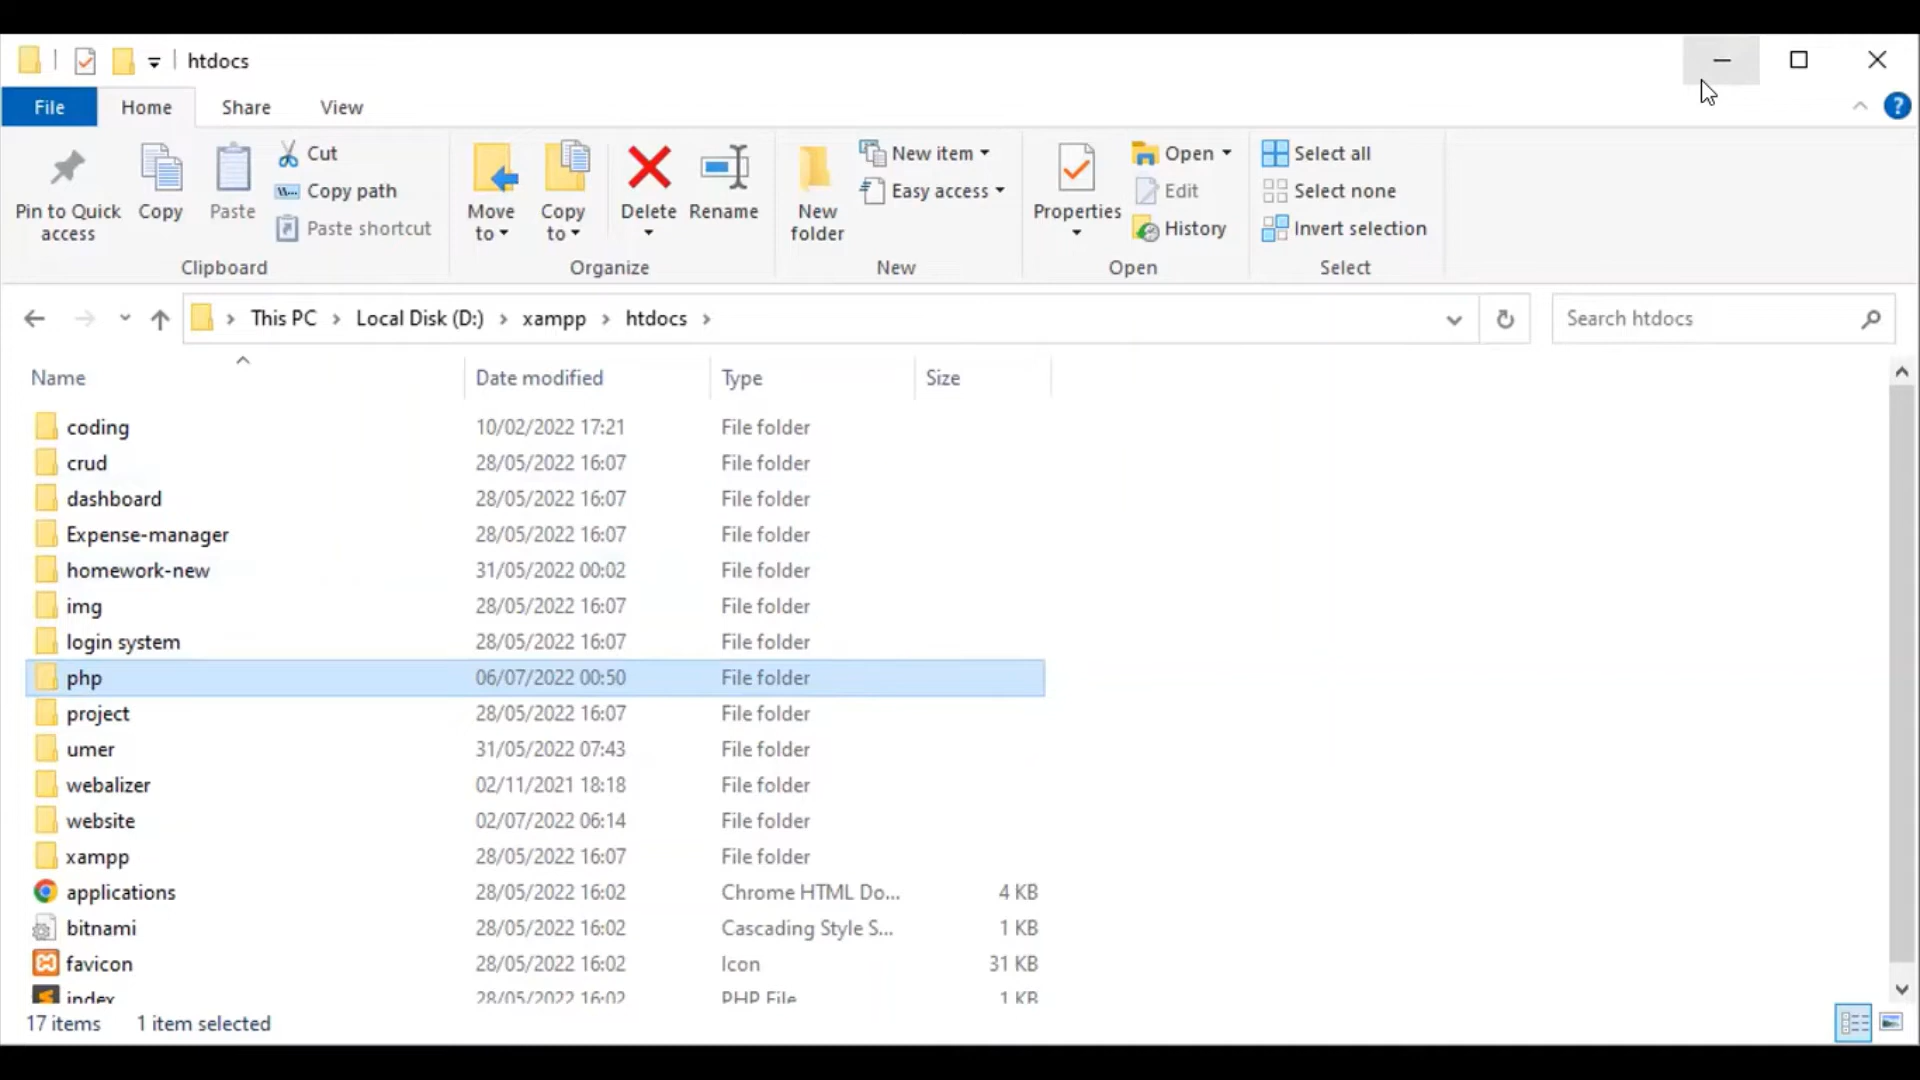 htdocs
File Home Share View
Pin to Quick access
Copy
Paste
Cut
Copy path
Paste shortcut
Clipboard
Move to
Copy to
Delete
Rename
Organize
New folder
New item
Easy access
New
Properties
Open
Edit
History
Open
Select all
Select none
Invert selection
Select
This PC > Local Disk (D:) > xampp > htdocs >
Search htdocs
Name Date modified Type Size
coding 10/02/2022 17:21 File folder
crud 28/05/2022 16:07 File folder
dashboard 28/05/2022 16:07 File folder
Expense-manager 28/05/2022 16:07 File folder
homework-new 31/05/2022 00:02 File folder
img 28/05/2022 16:07 File folder
login system 28/05/2022 16:07 File folder
php 06/07/2022 00:50 File folder
project 28/05/2022 16:07 File folder
umer 31/05/2022 07:43 File folder
webalizer 02/11/2021 18:18 File folder
website 02/07/2022 06:14 File folder
xampp 28/05/2022 16:07 File folder
applications 28/05/2022 16:02 Chrome HTML Do... 4 KB
bitnami 28/05/2022 16:02 Cascading Style S... 1 KB
favicon 28/05/2022 16:02 Icon 31 KB
index 28/05/2022 16:02 PHP File 1 KB
17 items 1 item selected